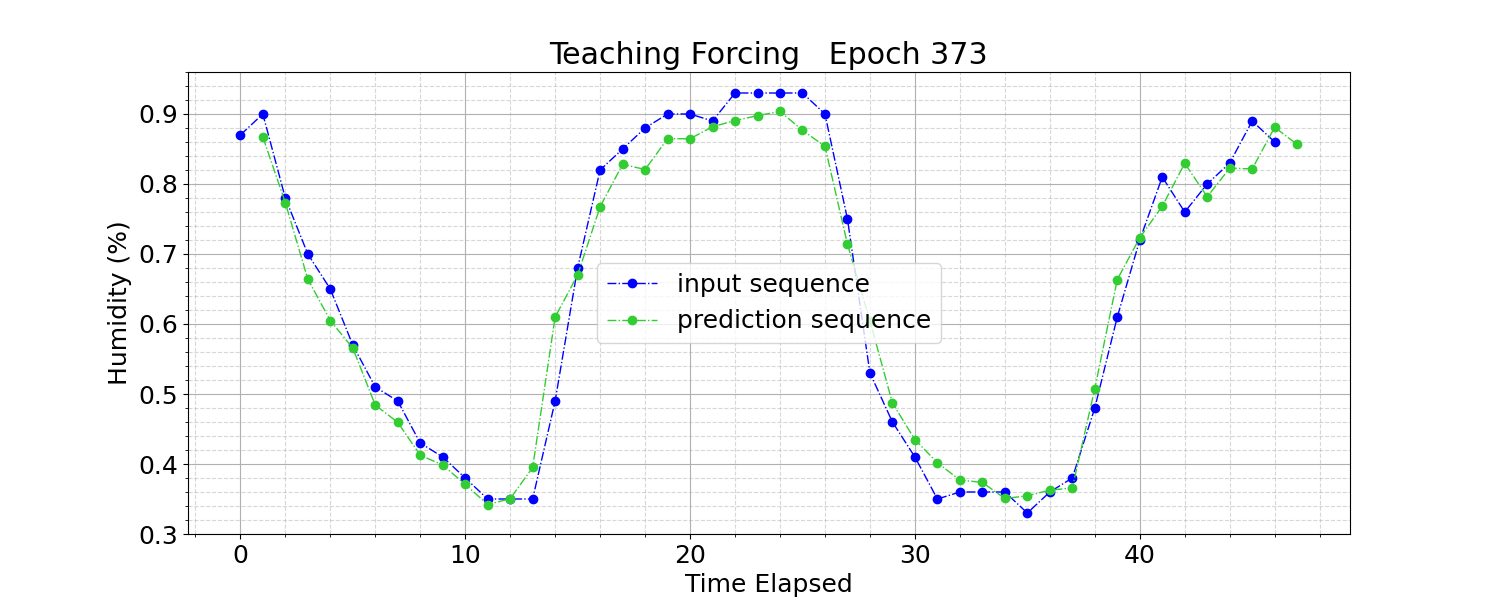 Teaching Forcing   Epoch 373
Humidity (%)
0.9
0.8
0.7
0.6
0.5
0.4
0.3
input sequence
prediction sequence
0 10 20 30 40
Time Elapsed